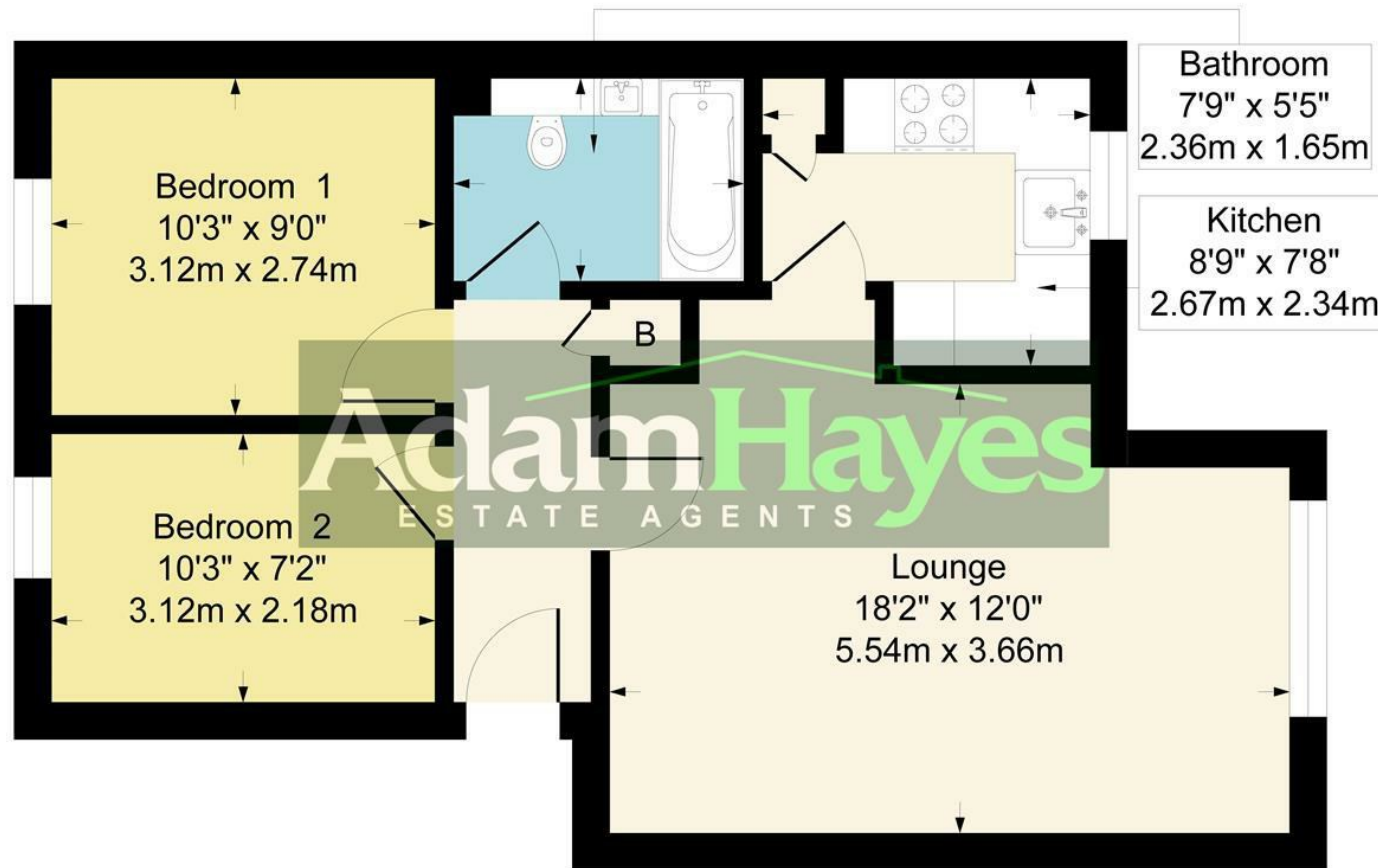 Bathroom
7'9" x 5'5"
2.36m x 1.65m
Kitchen
8'9" x 7'8"
2.67m x 2.34m
Bedroom 1
10'3" x 9'0"
3.12m x 2.74m
B
AdamHayes
ESTATE AGENTS
Bedroom 2
10'3" x 7'2"
3.12m x 2.18m
Lounge
18'2" x 12'0"
5.54m x 3.66m